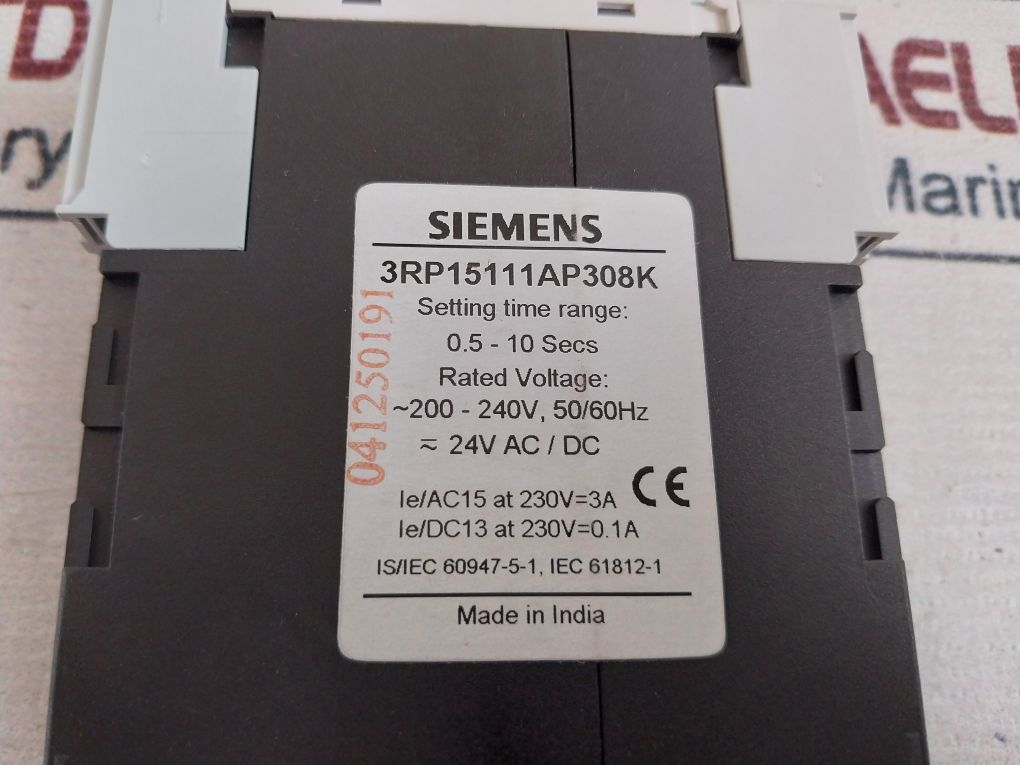 SIEMENS
3RP15111AP308K
Setting time range:
0.5 - 10 Secs
Rated Voltage:
~200 - 240V, 50/60Hz
≂ 24V AC / DC
Ie/AC15 at 230V=3A
CE
Ie/DC13 at 230V=0.1A
IS/IEC 60947-5-1, IEC 61812-1
Made in India
041250191